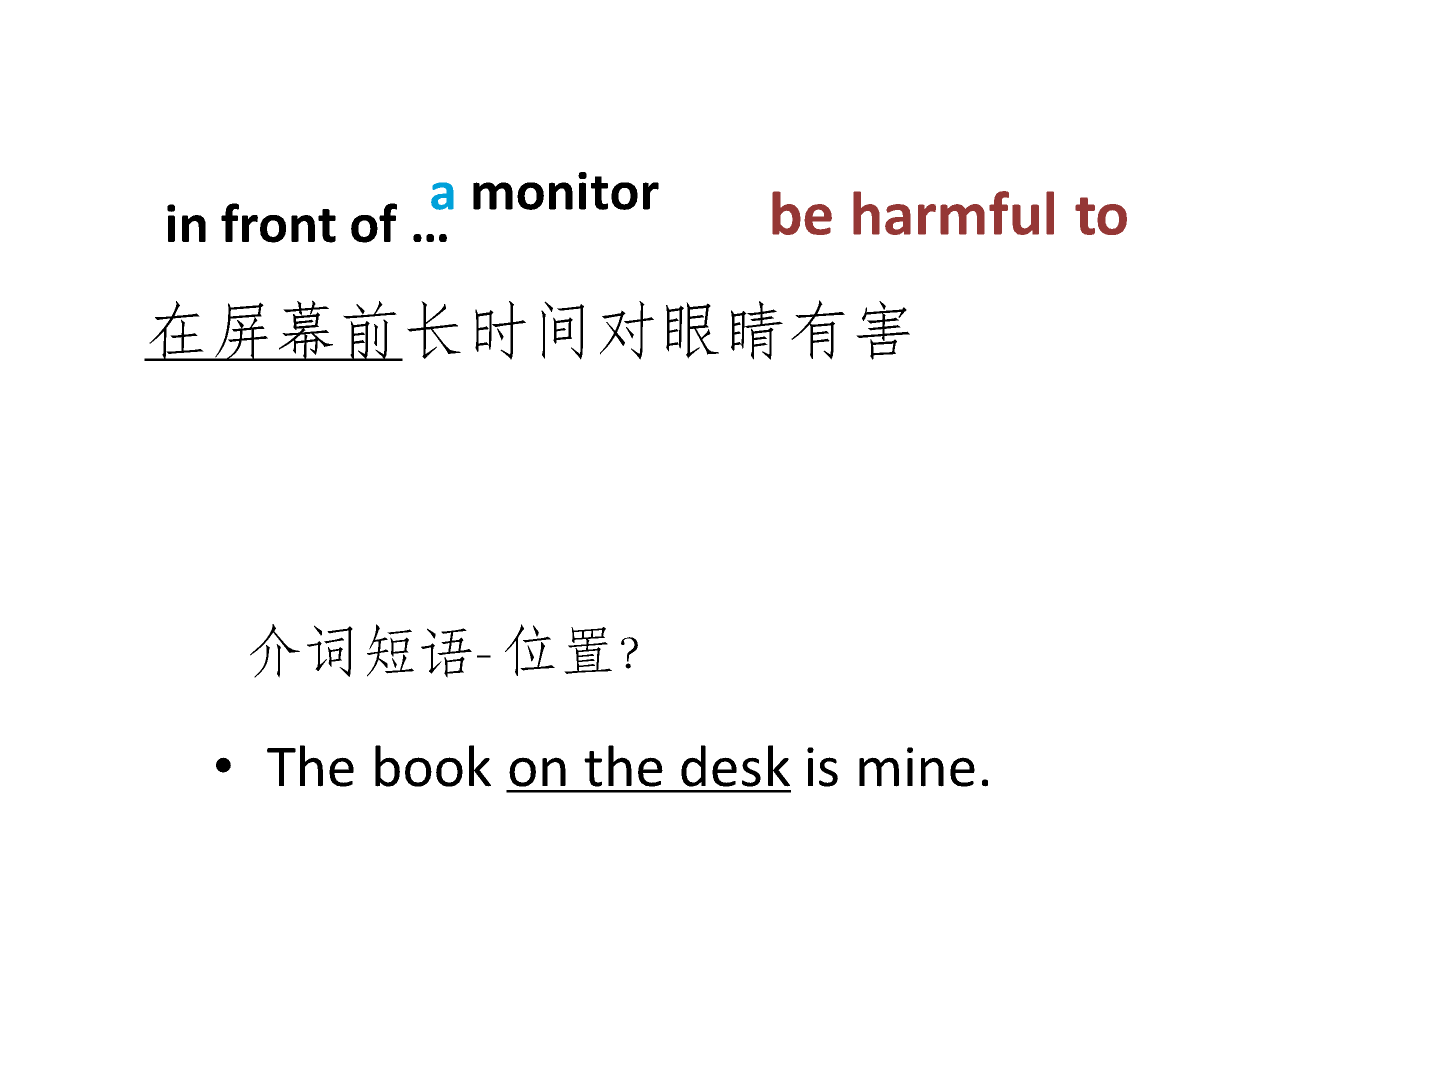 in front of ...
a monitor
be harmful to
在屏幕前长时间对眼睛有害
介词短语-位置?
• The book on the desk is mine.